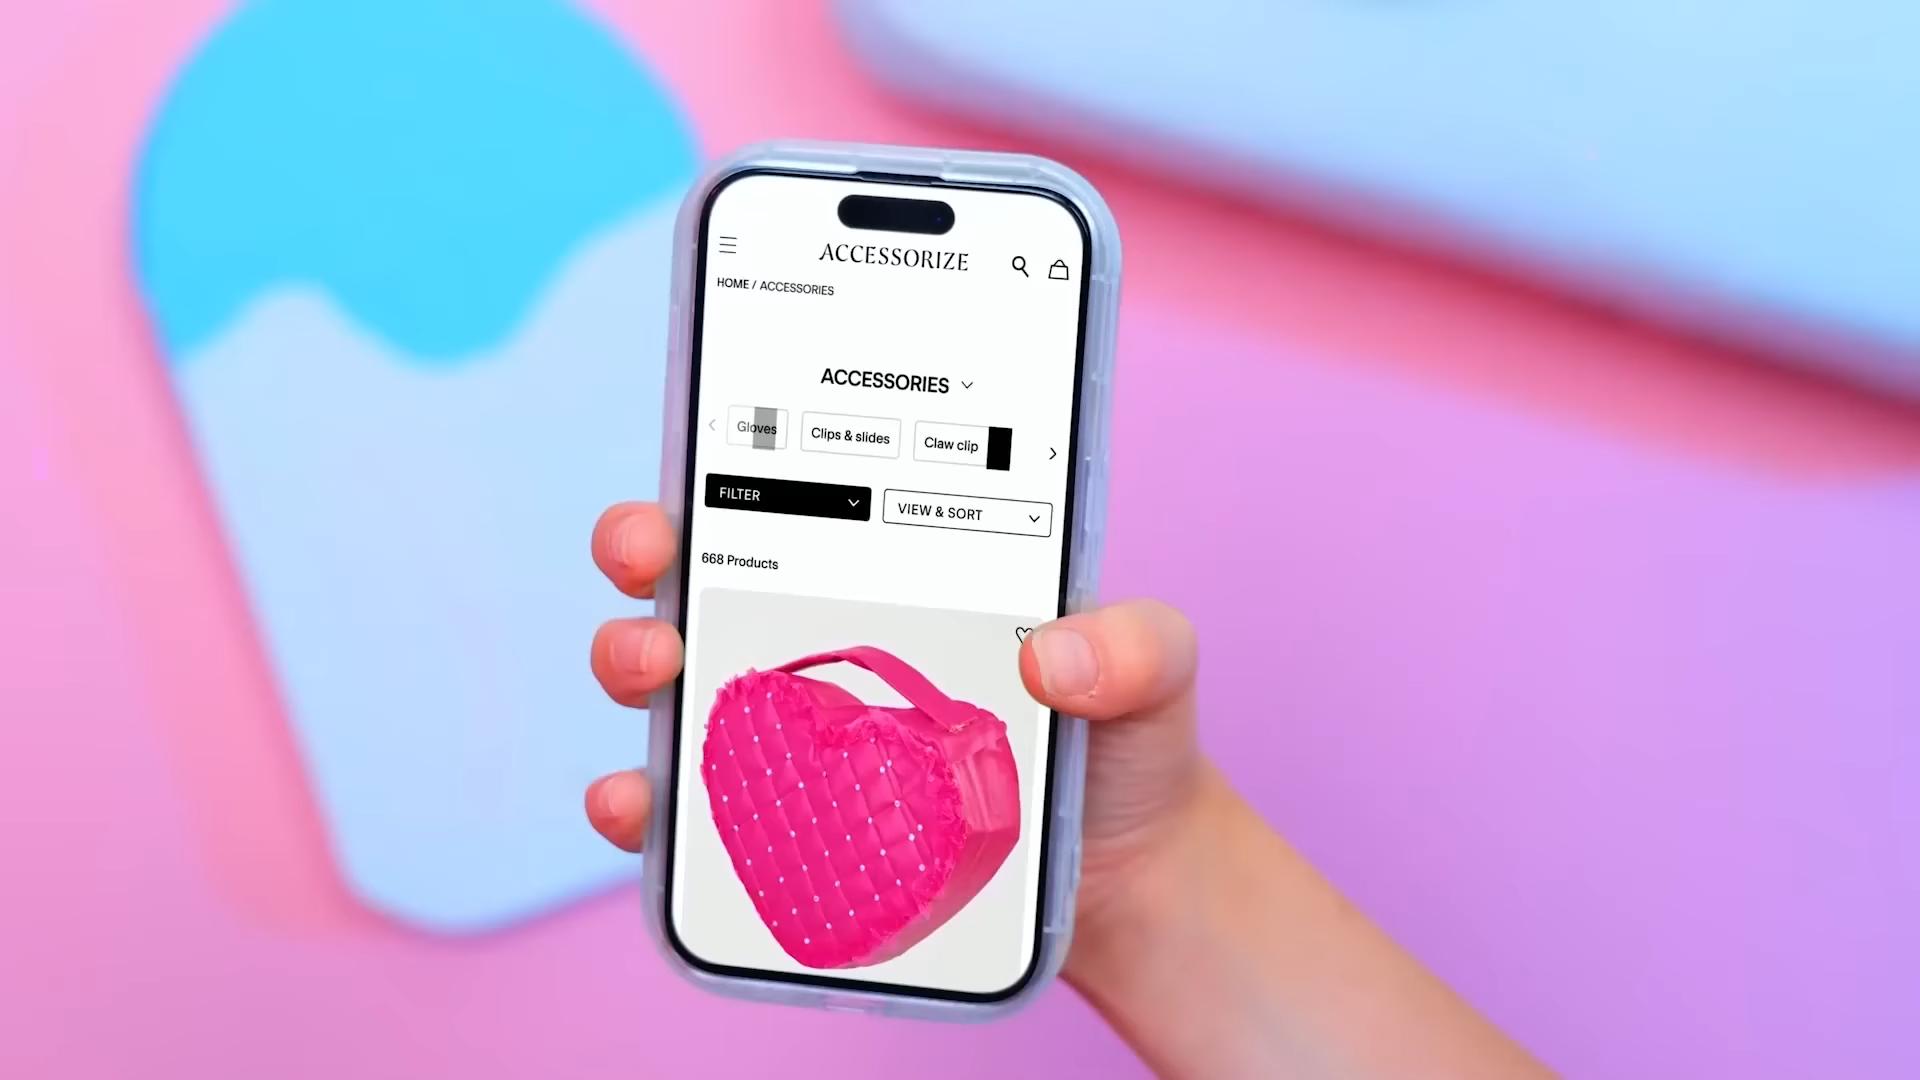 ACCESSORIZE
HOME / ACCESSORIES
ACCESSORIES
Gloves
Clips & slides
Claw clip
FILTER
VIEW & SORT
668 Products